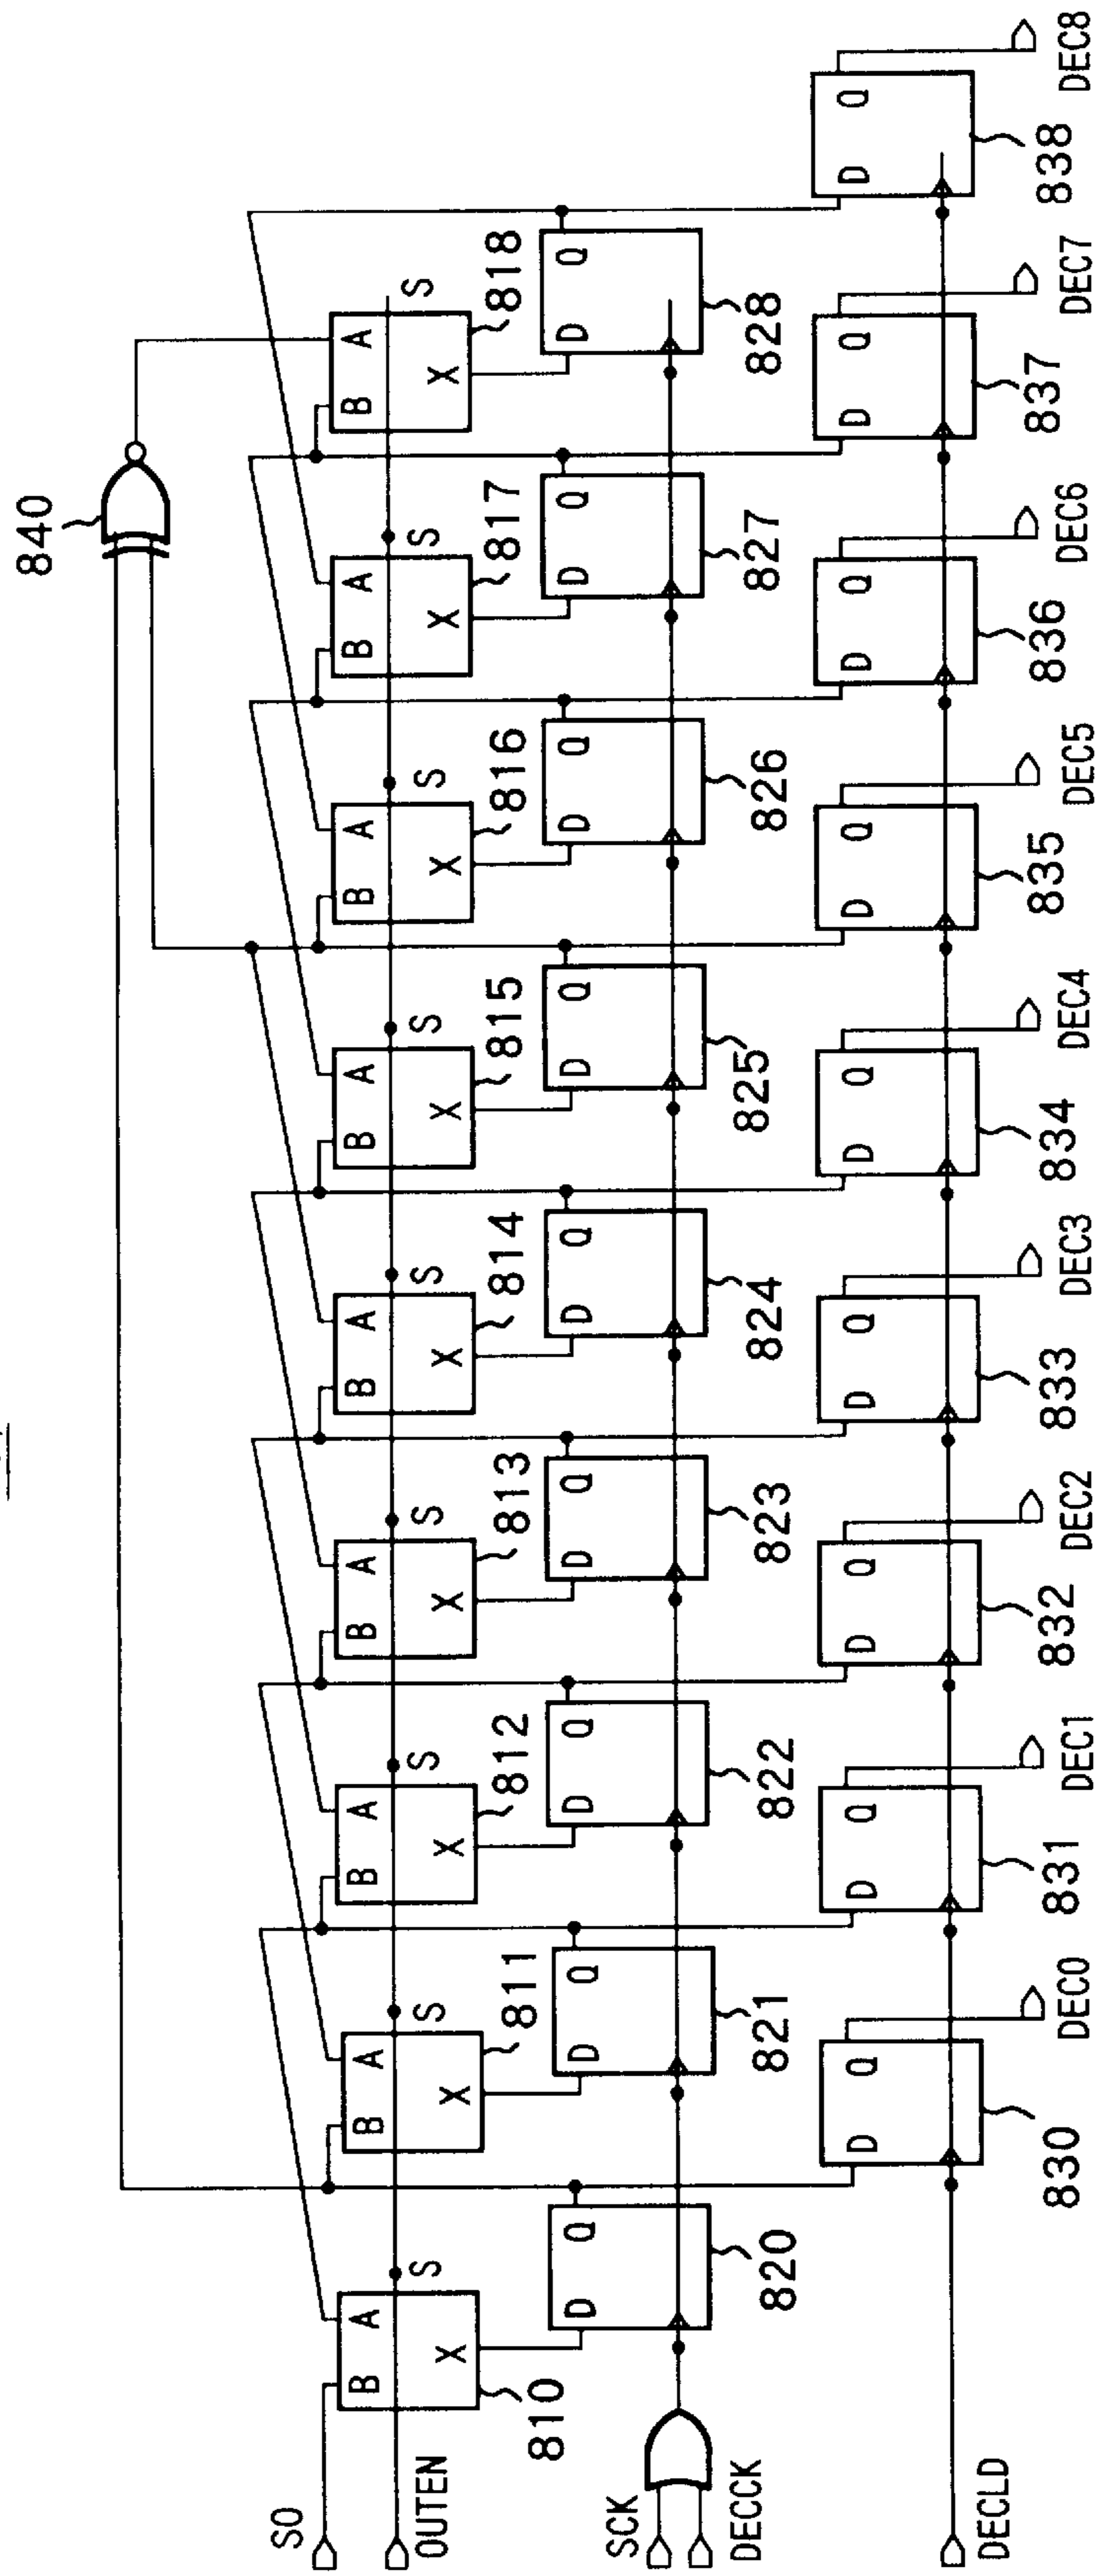 840
B A S X 818
B A S X 817
B A S X 816
B A S X 815
B A S X 814
B A S X 813
B A S X 812
B A S X 811
B A S X 810
SO
OUTEN
SCK
DECCK
DECLD
D Q 820
D Q 821
D Q 822
D Q 823
D Q 824
D Q 825
D Q 826
D Q 827
D Q 828
D Q 830 DEC0
D Q 831 DEC1
D Q 832 DEC2
D Q 833 DEC3
D Q 834 DEC4
D Q 835 DEC5
D Q 836 DEC6
D Q 837 DEC7
D Q 838 DEC8